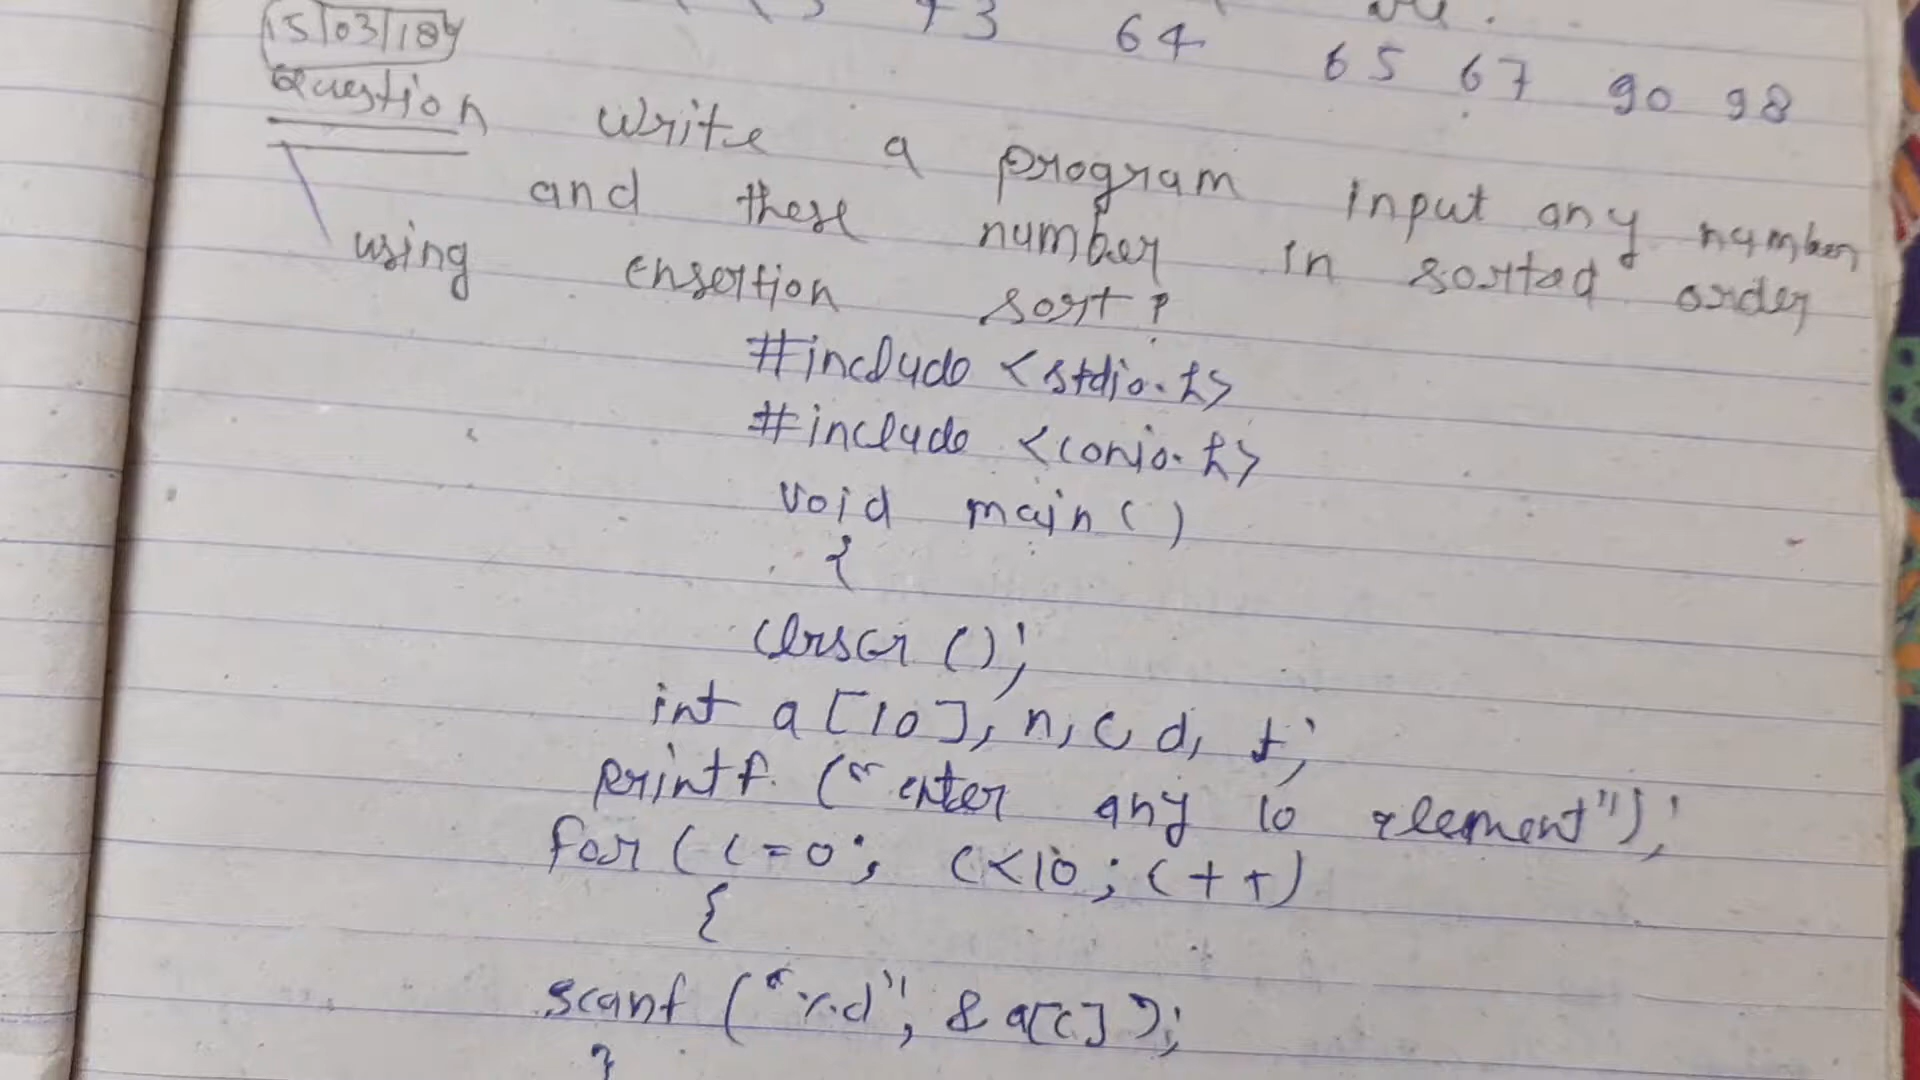 73 64 65 67 90 98
15/03/18
Question write a program input any number
and these number in sorted order
using ensertion sort?
#include <stdio.h>
#include <conio.h>
void main ( )
{
clrscr ();
int a [10], n, c, d, t;
printf. ("enter any 10 element");
for ( c=0; c<10; c++)
{
scanf ("%d", & a[c] );
}